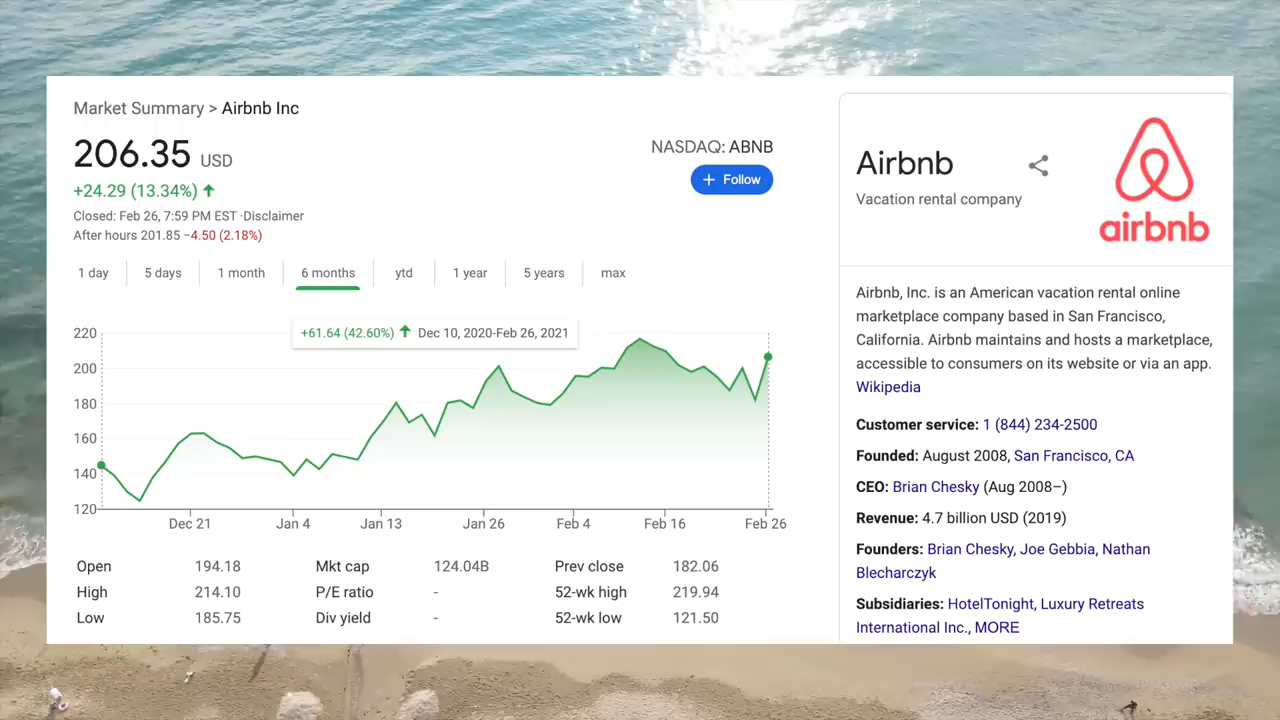 Market Summary > Airbnb Inc
206.35 USD
NASDAQ: ABNB
+ Follow
+24.29 (13.34%) ↑
Closed: Feb 26, 7:59 PM EST ·Disclaimer
After hours 201.85 −4.50 (2.18%)
1 day 5 days 1 month 6 months ytd 1 year 5 years max
+61.64 (42.60%) ↑ Dec 10, 2020-Feb 26, 2021
220
200
180
160
140
120
Dec 21 Jan 4 Jan 13 Jan 26 Feb 4 Feb 16 Feb 26
Open 194.18 Mkt cap 124.04B Prev close 182.06
High 214.10 P/E ratio - 52-wk high 219.94
Low 185.75 Div yield - 52-wk low 121.50
Airbnb
Vacation rental company
airbnb
Airbnb, Inc. is an American vacation rental online
marketplace company based in San Francisco,
California. Airbnb maintains and hosts a marketplace,
accessible to consumers on its website or via an app.
Wikipedia
Customer service: 1 (844) 234-2500
Founded: August 2008, San Francisco, CA
CEO: Brian Chesky (Aug 2008–)
Revenue: 4.7 billion USD (2019)
Founders: Brian Chesky, Joe Gebbia, Nathan
Blecharczyk
Subsidiaries: HotelTonight, Luxury Retreats
International Inc., MORE